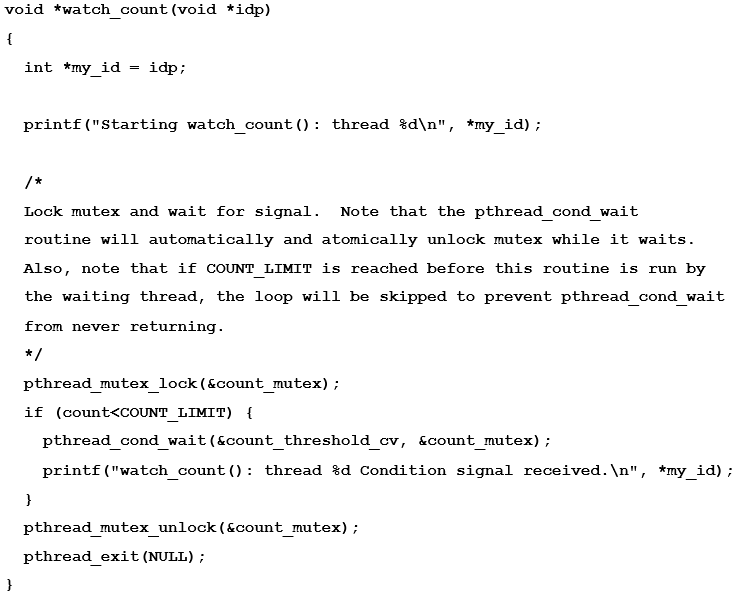 void *watch_count(void *idp)
{
  int *my_id = idp;

  printf("Starting watch_count(): thread %d\n", *my_id);

  /*
  Lock mutex and wait for signal.  Note that the pthread_cond_wait
  routine will automatically and atomically unlock mutex while it waits.
  Also, note that if COUNT_LIMIT is reached before this routine is run by
  the waiting thread, the loop will be skipped to prevent pthread_cond_wait
  from never returning.
  */
  pthread_mutex_lock(&count_mutex);
  if (count<COUNT_LIMIT) {
    pthread_cond_wait(&count_threshold_cv, &count_mutex);
    printf("watch_count(): thread %d Condition signal received.\n", *my_id);
  }
  pthread_mutex_unlock(&count_mutex);
  pthread_exit(NULL);
}